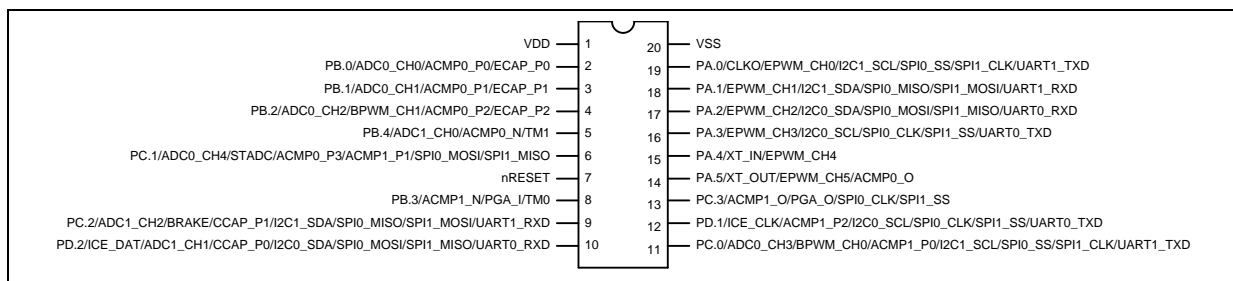 VDD 1 20 VSS
PB.0/ADC0_CH0/ACMP0_P0/ECAP_P0 2 19 PA.0/CLKO/EPWM_CH0/I2C1_SCL/SPI0_SS/SPI1_CLK/UART1_TXD
PB.1/ADC0_CH1/ACMP0_P1/ECAP_P1 3 18 PA.1/EPWM_CH1/I2C1_SDA/SPI0_MISO/SPI1_MOSI/UART1_RXD
PB.2/ADC0_CH2/BPWM_CH1/ACMP0_P2/ECAP_P2 4 17 PA.2/EPWM_CH2/I2C0_SDA/SPI0_MOSI/SPI1_MISO/UART0_RXD
PB.4/ADC1_CH0/ACMP0_N/TM1 5 16 PA.3/EPWM_CH3/I2C0_SCL/SPI0_CLK/SPI1_SS/UART0_TXD
PC.1/ADC0_CH4/STADC/ACMP0_P3/ACMP1_P1/SPI0_MOSI/SPI1_MISO 6 15 PA.4/XT_IN/EPWM_CH4
nRESET 7 14 PA.5/XT_OUT/EPWM_CH5/ACMP0_O
PB.3/ACMP1_N/PGA_I/TM0 8 13 PC.3/ACMP1_O/PGA_O/SPI0_CLK/SPI1_SS
PC.2/ADC1_CH2/BRAKE/CCAP_P1/I2C1_SDA/SPI0_MISO/SPI1_MOSI/UART1_RXD 9 12 PD.1/ICE_CLK/ACMP1_P2/I2C0_SCL/SPI0_CLK/SPI1_SS/UART0_TXD
PD.2/ICE_DAT/ADC1_CH1/CCAP_P0/I2C0_SDA/SPI0_MOSI/SPI1_MISO/UART0_RXD 10 11 PC.0/ADC0_CH3/BPWM_CH0/ACMP1_P0/I2C1_SCL/SPI0_SS/SPI1_CLK/UART1_TXD